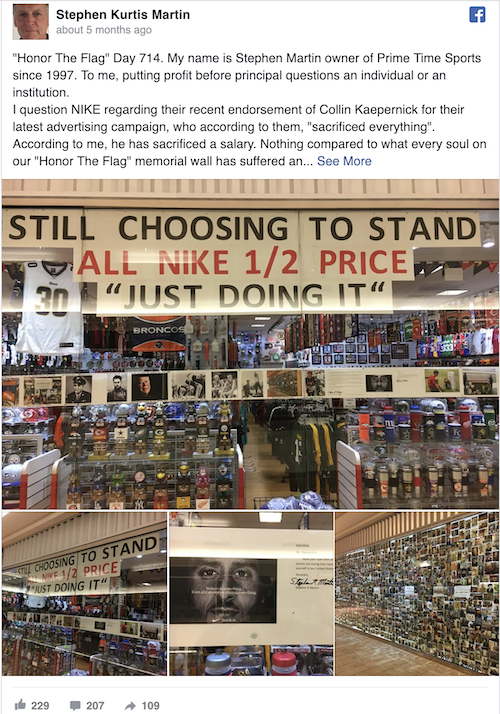 Stephen Kurtis Martin
about 5 months ago
"Honor The Flag" Day 714. My name is Stephen Martin owner of Prime Time Sports
since 1997. To me, putting profit before principal questions an individual or an
institution.
I question NIKE regarding their recent endorsement of Collin Kaepernick for their
latest advertising campaign, who according to them, "sacrificed everything".
According to me, he has sacrificed a salary. Nothing compared to what every soul on
our "Honor The Flag" memorial wall has suffered an... See More
STILL CHOOSING TO STAND
ALL NIKE 1/2 PRICE
"JUST DOING IT"
30
BRONCOS
STILL CHOOSING TO STAND
ALL NIKE 1/2 PRICE
"JUST DOING IT"
229
207
109